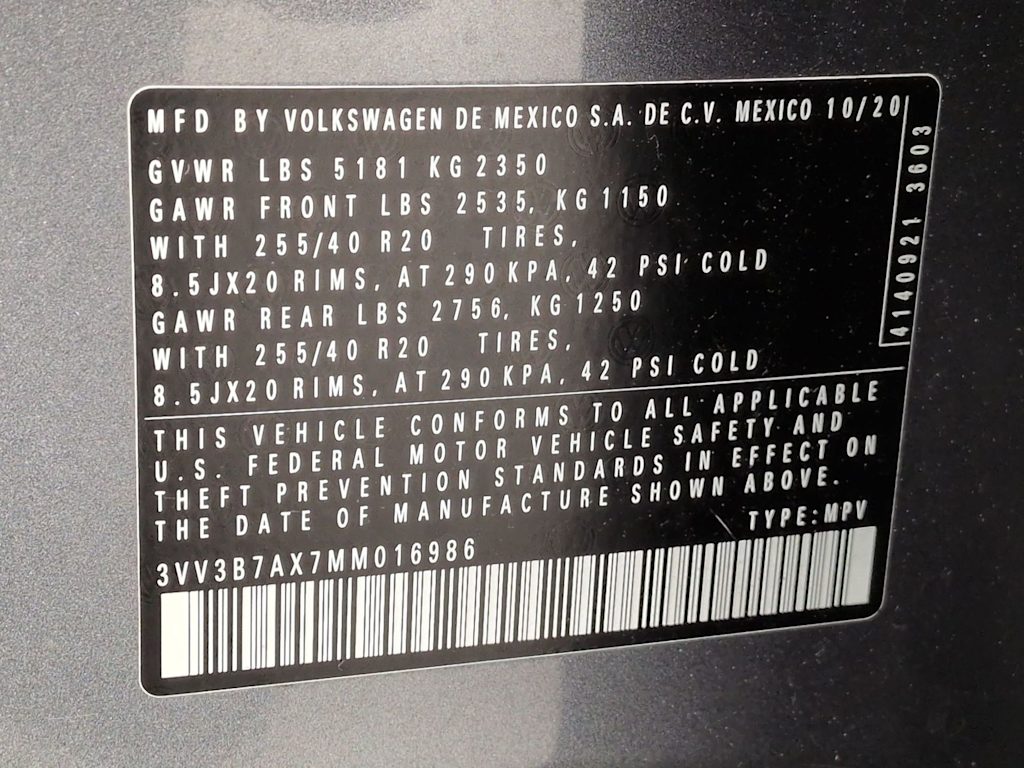 MFD BY VOLKSWAGEN DE MEXICO S.A. DE C.V. MEXICO 10/20
GVWR LBS 5181 KG 2350
GAWR FRONT LBS 2535, KG 1150
WITH 255/40 R20 TIRES,
8.5JX20 RIMS, AT 290 KPA, 42 PSI COLD
GAWR REAR LBS 2756, KG 1250
WITH 255/40 R20 TIRES,
8.5JX20 RIMS, AT 290 KPA, 42 PSI COLD
4140921 3603
THIS VEHICLE CONFORMS TO ALL APPLICABLE
U.S. FEDERAL MOTOR VEHICLE SAFETY AND
THEFT PREVENTION STANDARDS IN EFFECT ON
THE DATE OF MANUFACTURE SHOWN ABOVE.
TYPE:MPV
3VV3B7AX7MM016986